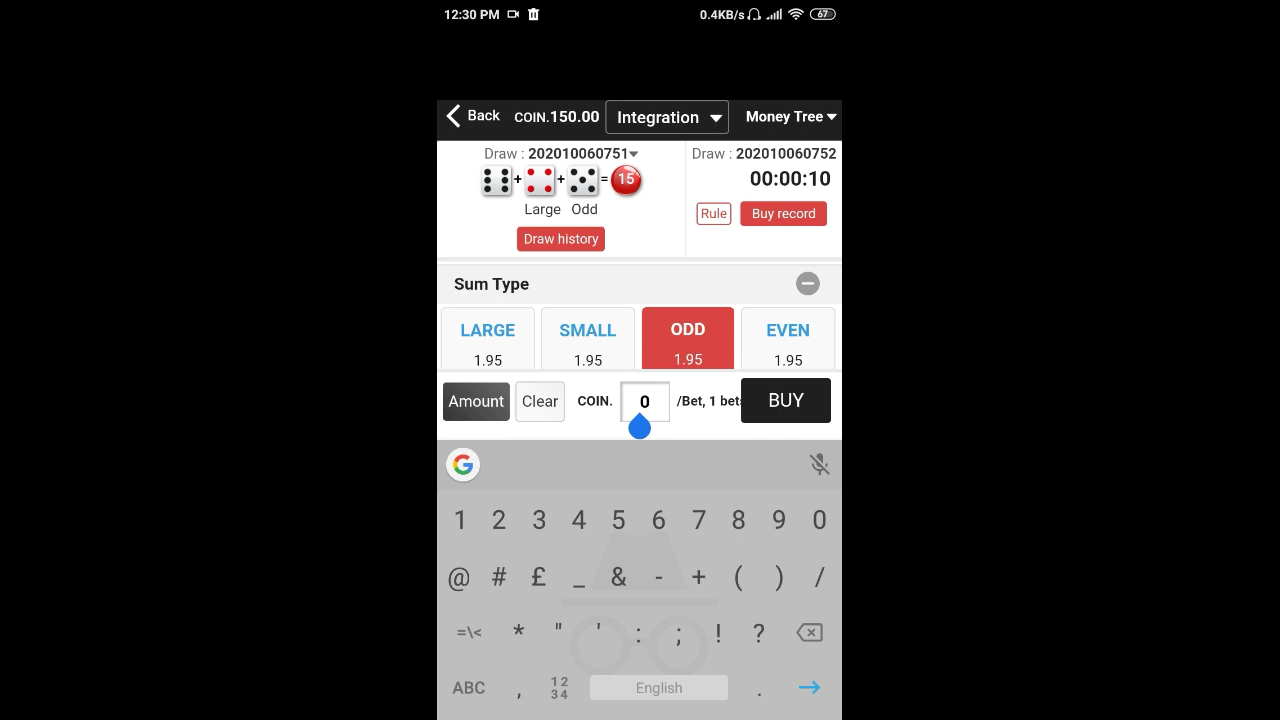 12:30 PM 0.4KB/s 67
Back COIN.150.00 Integration Money Tree
Draw : 202010060751 Draw : 202010060752
+ + = 15 00:00:10
Large Odd Rule Buy record
Draw history
Sum Type
LARGE SMALL ODD EVEN
1.95 1.95 1.95 1.95
Amount Clear COIN. 0 /Bet, 1 bet BUY
G
1 2 3 4 5 6 7 8 9 0
@ # £ _ & - + ( ) /
=\< * " ' : ; ! ?
ABC , 12 34 English .